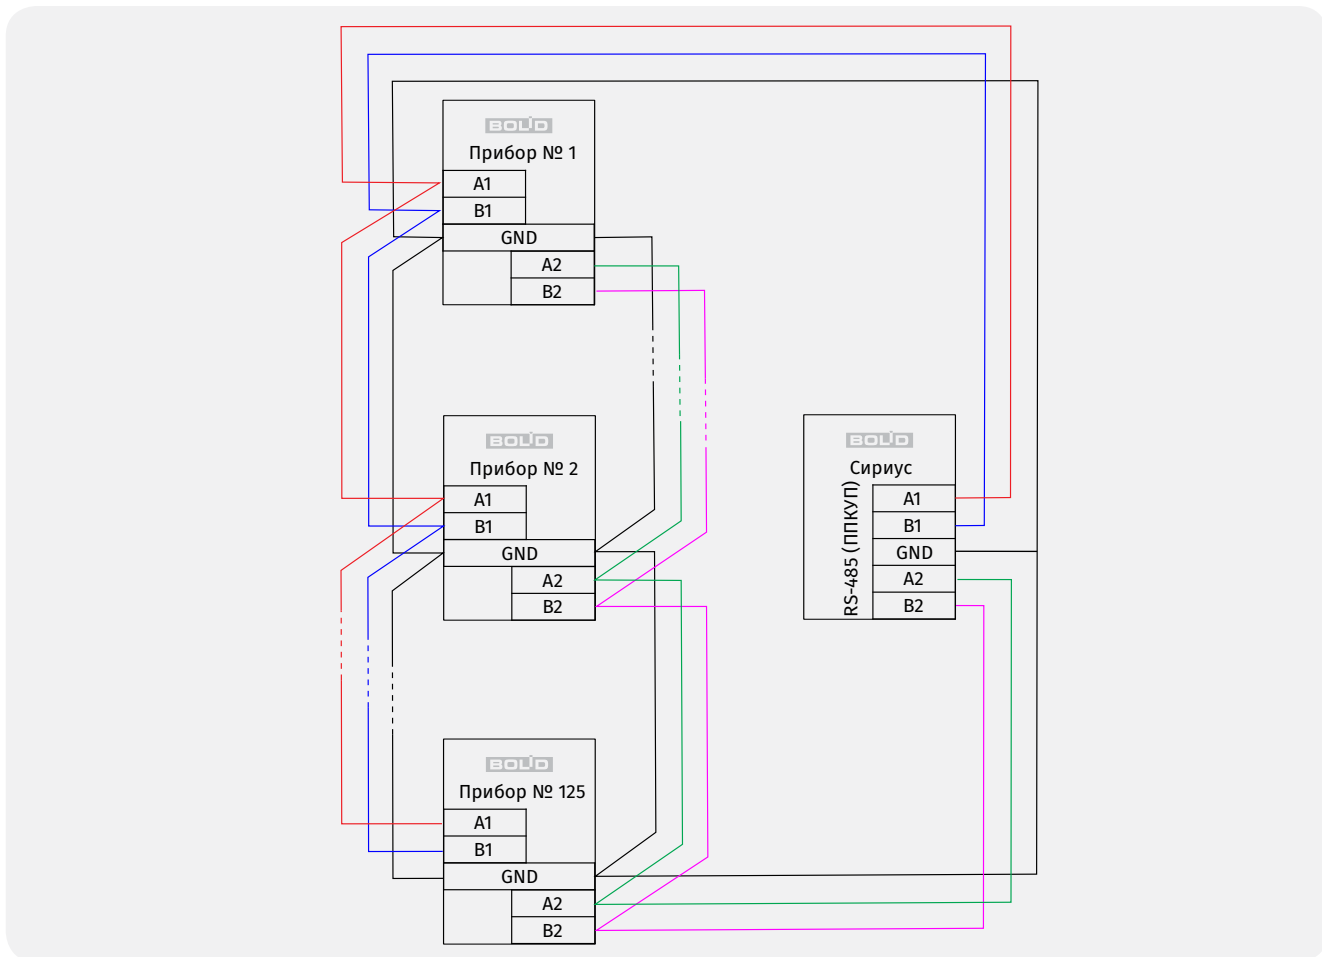 BOLID
Прибор № 1
A1
B1
GND
A2
B2
BOLID
Прибор № 2
A1
B1
GND
A2
B2
BOLID
Сириус
RS-485 (ППКУП)
A1
B1
GND
A2
B2
BOLID
Прибор № 125
A1
B1
GND
A2
B2